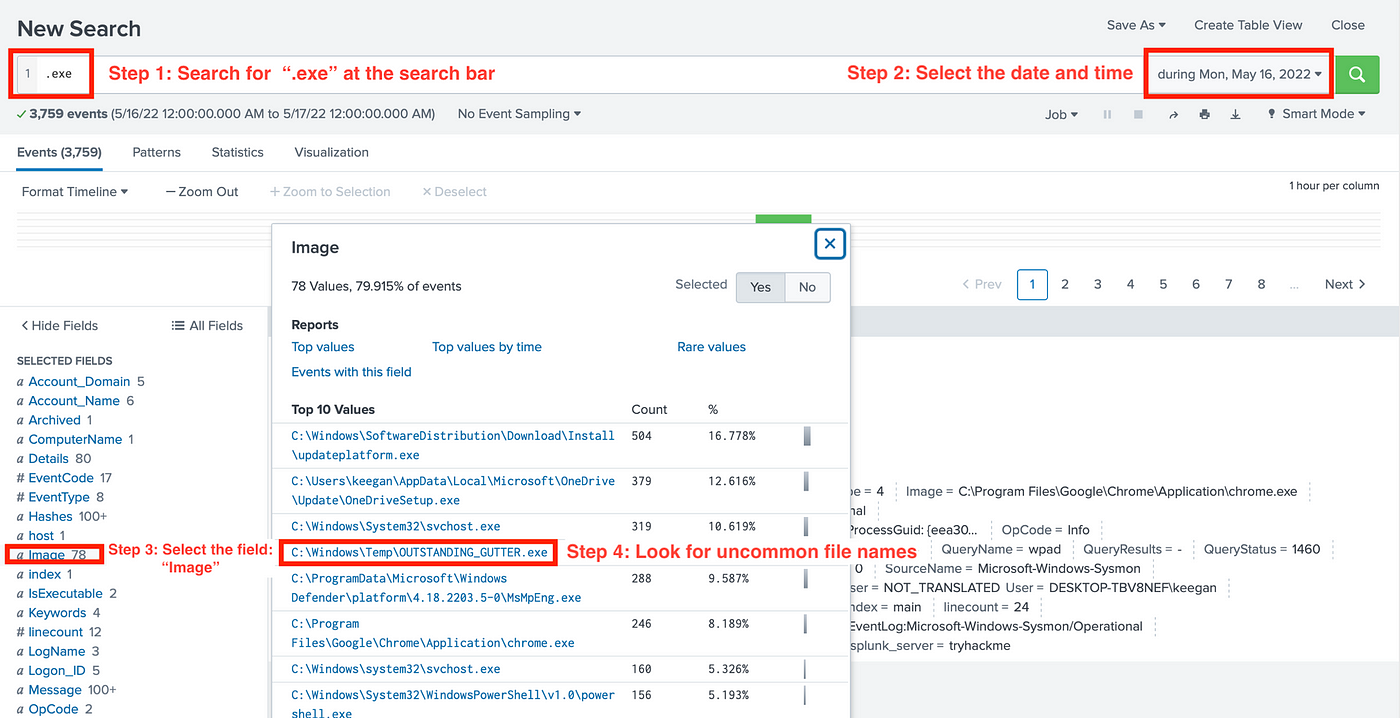 New Search
Save As ▾ Create Table View Close
1 .exe
Step 1: Search for “.exe” at the search bar
Step 2: Select the date and time
during Mon, May 16, 2022 ▾
✓ 3,759 events (5/16/22 12:00:00.000 AM to 5/17/22 12:00:00.000 AM) No Event Sampling ▾
Job ▾ Smart Mode ▾
Events (3,759) Patterns Statistics Visualization
Format Timeline ▾ — Zoom Out + Zoom to Selection × Deselect
1 hour per column
Image
78 Values, 79.915% of events
Selected Yes No
< Prev 1 2 3 4 5 6 7 8 ... Next >
Reports
Top values Top values by time Rare values
Events with this field
Top 10 Values Count %
C:\Windows\SoftwareDistribution\Download\Install 504 16.778%
\updateplatform.exe
C:\Users\keegan\AppData\Local\Microsoft\OneDrive 379 12.616%
\Update\OneDriveSetup.exe
C:\Windows\System32\svchost.exe 319 10.619%
C:\Windows\Temp\OUTSTANDING_GUTTER.exe
Step 4: Look for uncommon file names
C:\ProgramData\Microsoft\Windows 288 9.587%
Defender\platform\4.18.2203.5-0\MsMpEng.exe
C:\Program 246 8.189%
Files\Google\Chrome\Application\chrome.exe
C:\Windows\system32\svchost.exe 160 5.326%
C:\Windows\System32\WindowsPowerShell\v1.0\power 156 5.193%
shell.exe
< Hide Fields All Fields
SELECTED FIELDS
a Account_Domain 5
a Account_Name 6
a Archived 1
a ComputerName 1
a Details 80
# EventCode 17
# EventType 8
a Hashes 100+
a host 1
a Image 78
Step 3: Select the field:
“Image”
a index 1
a IsExecutable 2
a Keywords 4
# linecount 12
a LogName 3
a Logon_ID 5
a Message 100+
a OpCode 2
pe = 4 Image = C:\Program Files\Google\Chrome\Application\chrome.exe
nal
ProcessGuid: {eea30... OpCode = Info
QueryName = wpad QueryResults = - QueryStatus = 1460
0 SourceName = Microsoft-Windows-Sysmon
ser = NOT_TRANSLATED User = DESKTOP-TBV8NEF\keegan
ndex = main linecount = 24
EventLog:Microsoft-Windows-Sysmon/Operational
splunk_server = tryhackme